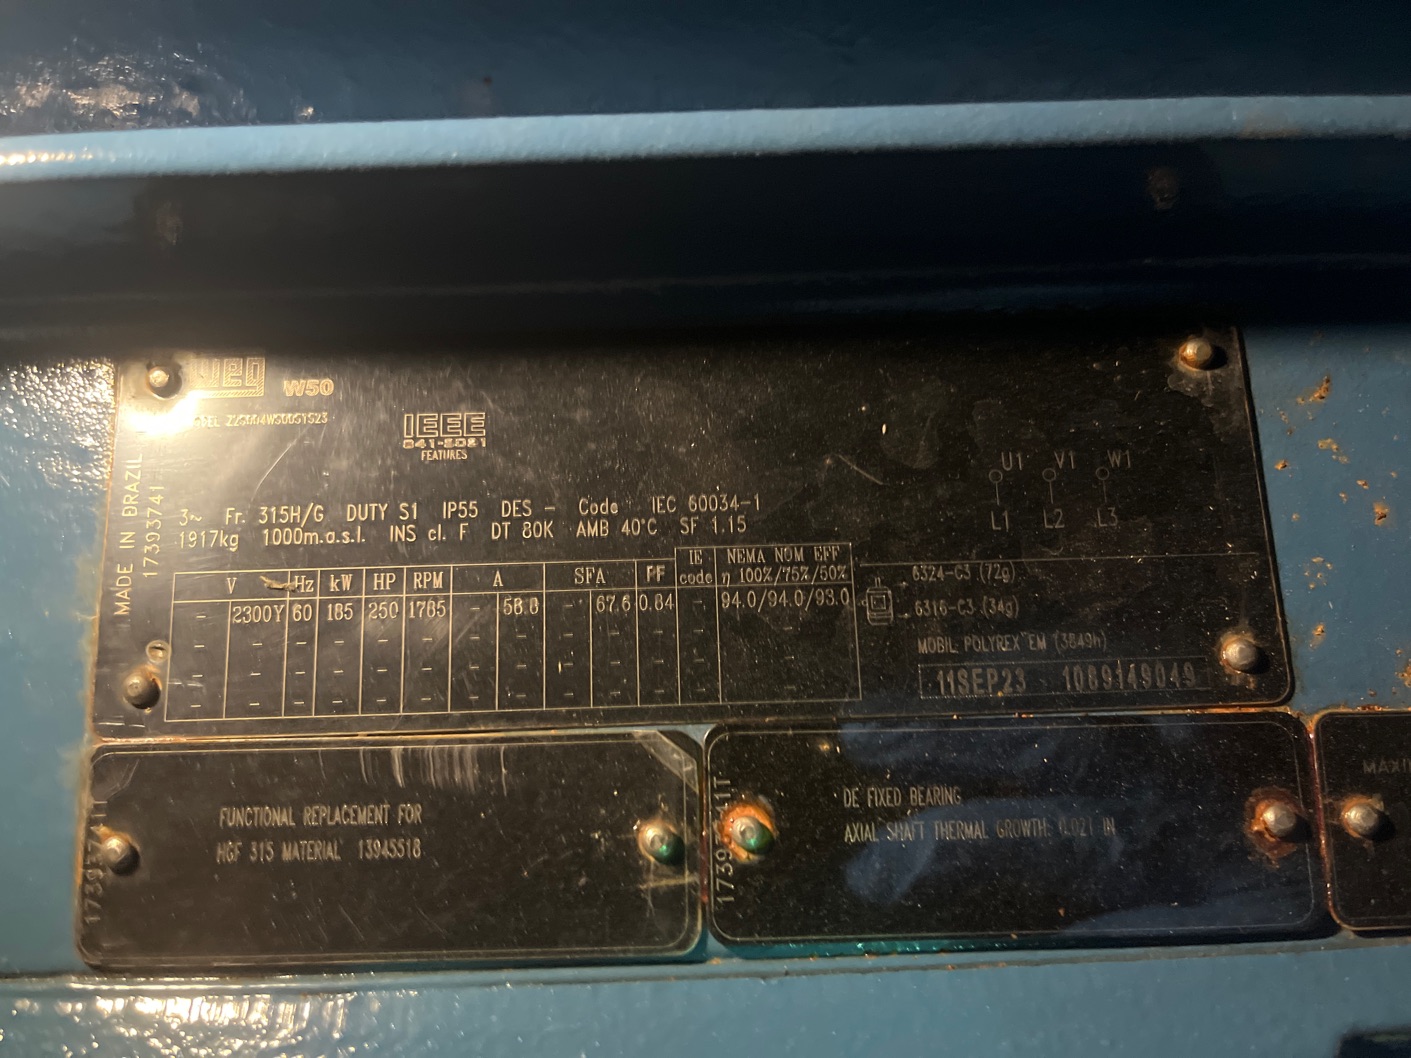 weg W50
Z25004W500S1S23
IEEE
841-2021
FEATURES
MADE IN BRAZIL
17393741
3~ Fr. 315H/G DUTY S1 IP55 DES - Code IEC 60034-1
1917kg 1000m.a.s.l. INS cl. F DT 80K AMB 40°C SF 1.15
U1 V1 W1
L1 L2 L3
V Hz kW HP RPM A SFA PF IE code NEMA NOM EFF η 100%/75%/50%
- 2300Y 60 185 250 1785 - 58.8 - 67.6 0.84 - 94.0/94.0/93.0
- - - - - - - - - - - -
- - - - - - - - - - - -
- - - - - - - - - - - -
6324-C3 (72g)
6316-C3 (34g)
MOBIL POLYREX EM (3849h)
11SEP23 1089149049
FUNCTIONAL REPLACEMENT FOR
HGF 315 MATERIAL 13945518
DE FIXED BEARING
AXIAL SHAFT THERMAL GROWTH: 0.021 IN